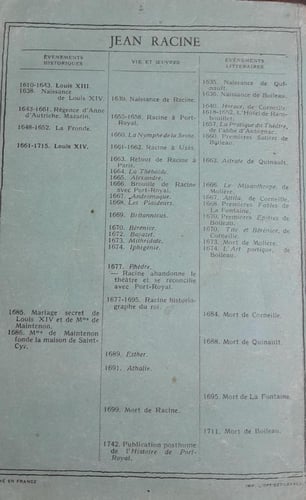 JEAN RACINE
ÉVÉNEMENTS
HISTORIQUES
1610-1643. Louis XIII.
1638. Naissance
de Louis XIV.
1643-1661. Régence d'Anne
d'Autriche. Mazarin.
1648-1652. La Fronde.
1661-1715. Louis XIV.
1685. Mariage secret de
Louis XIV et de Mme de
Maintenon.
1686. Mme de Maintenon
fonde la maison de Saint-
Cyr.
VIE ET ŒUVRES
1639. Naissance de Racine.
1655-1658. Racine à Port-
Royal.
1660. La Nymphe de la Seine.
1661-1662. Racine à Uzès.
1663. Retour de Racine à
Paris.
1664. La Thébaïde.
1665. Alexandre.
1666. Brouille de Racine
avec Port-Royal.
1667. Andromaque.
1668. Les Plaideurs.
1669. Britannicus.
1670. Bérénice.
1672. Bajazet.
1673. Mithridate.
1674. Iphigénie.
1677. Phèdre.
— Racine abandonne le
théâtre et se réconcilie
avec Port-Royal.
1677-1695. Racine historio-
graphe du roi.
1689. Esther.
1691. Athalie.
1699. Mort de Racine.
1742. Publication posthume
de l'Histoire de Port-
Royal.
ÉVÉNEMENTS
LITTÉRAIRES
1635. Naissance de Qui-
nault.
1636. Naissance de Boileau.
1640. Horace, de Corneille.
L'Hôtel de Ram-
bouillet.
1657. La Pratique du Théâtre,
de l'abbé d'Aubignac.
1660. Premières Satires de
Boileau.
1663. Astrate de Quinault.
1666. Le Misanthrope, de
Molière.
1667. Attila, de Corneille.
1668. Premières Fables de
La Fontaine.
Premières Épîtres de
Boileau.
1670. Tite et Bérénice, de
Corneille.
1673. Mort de Molière.
1674. L'Art poétique, de
Boileau.
1684. Mort de Corneille.
1688. Mort de Quinault.
1695. Mort de La Fontaine.
1711. Mort de Boileau.
EN FRANCE
IMP.